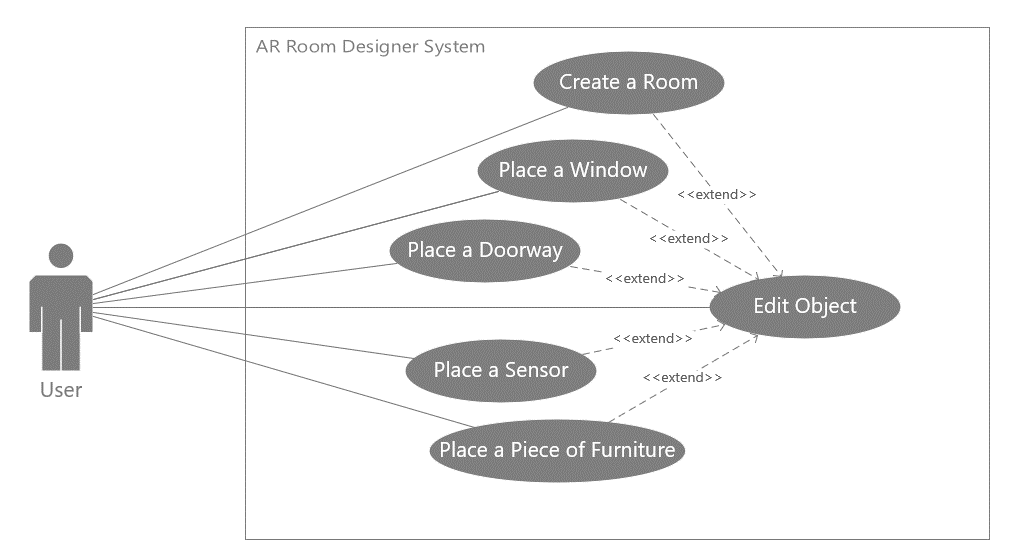 AR Room Designer System
Create a Room
Place a Window
<<extend>>
<<extend>>
Place a Doorway
<<extend>>
Edit Object
<<extend>>
Place a Sensor
<<extend>>
User
Place a Piece of Furniture